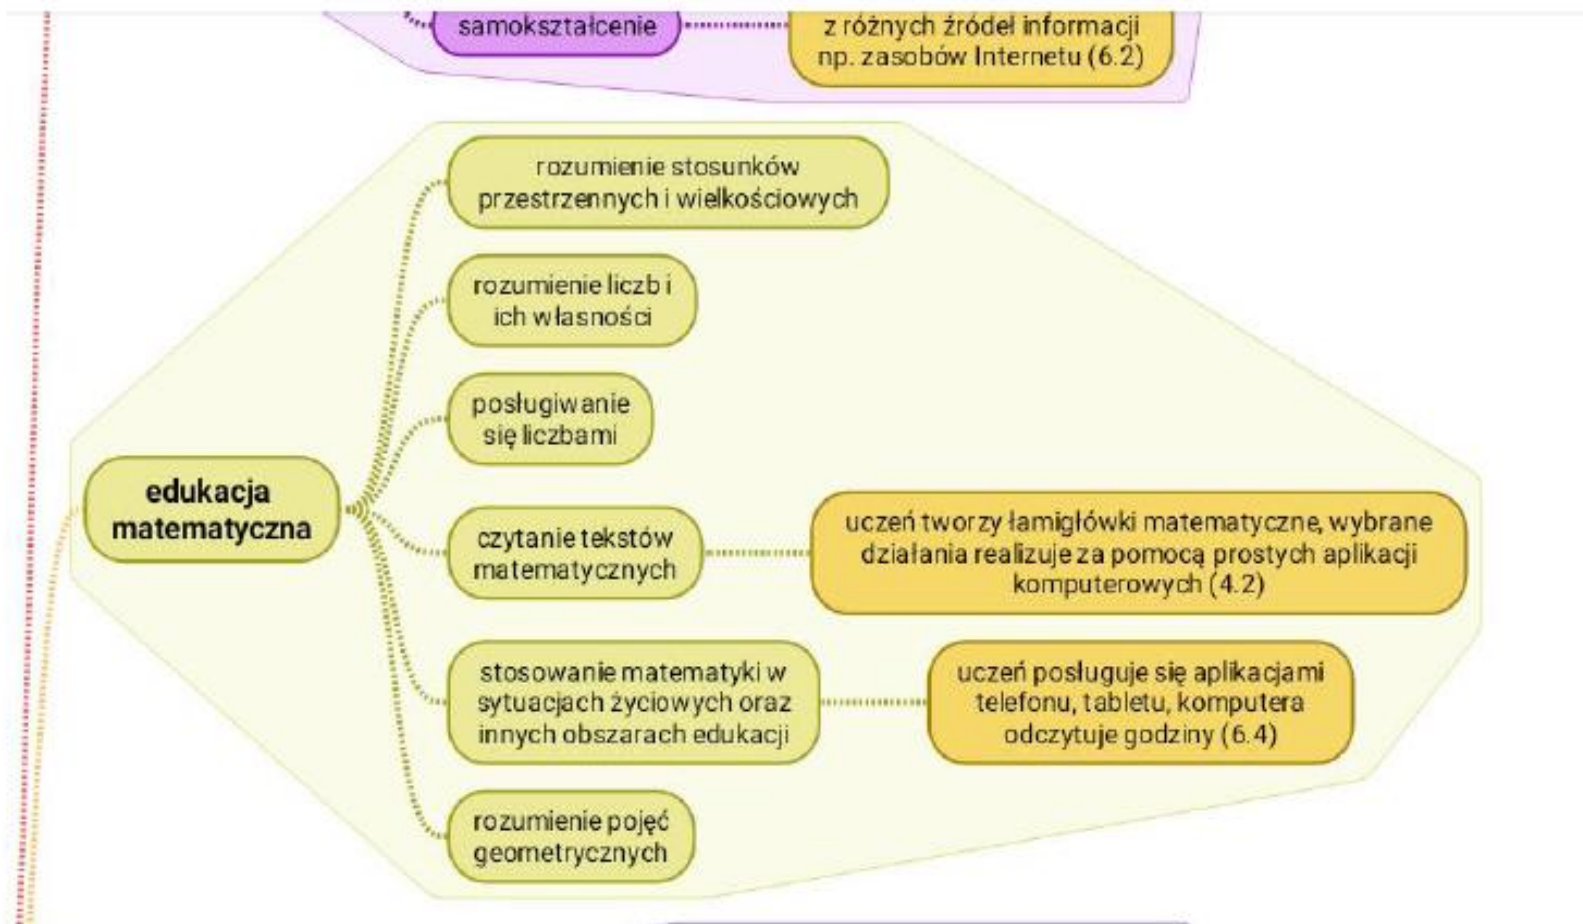 samokształcenie
z różnych źródeł informacji
np. zasobów Internetu (6.2)
rozumienie stosunków
przestrzennych i wielkościowych
rozumienie liczb i
ich własności
posługiwanie
się liczbami
edukacja
matematyczna
czytanie tekstów
matematycznych
uczeń tworzy łamigłówki matematyczne, wybrane
działania realizuje za pomocą prostych aplikacji
komputerowych (4.2)
stosowanie matematyki w
sytuacjach życiowych oraz
innych obszarach edukacji
uczeń posługuje się aplikacjami
telefonu, tabletu, komputera
odczytuje godziny (6.4)
rozumienie pojęć
geometrycznych